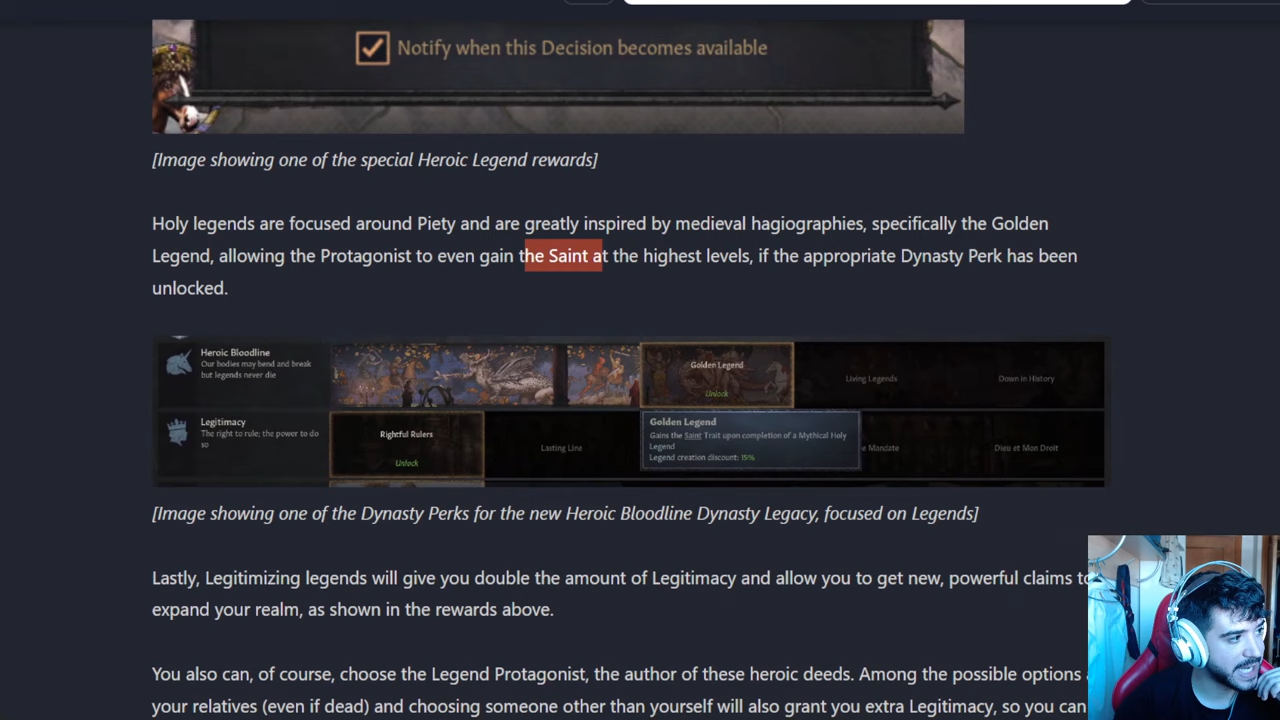 Notify when this Decision becomes available
[Image showing one of the special Heroic Legend rewards]
Holy legends are focused around Piety and are greatly inspired by medieval hagiographies, specifically the Golden
Legend, allowing the Protagonist to even gain the Saint at the highest levels, if the appropriate Dynasty Perk has been
unlocked.
Heroic Bloodline
Our bodies may bend and break
but legends never die
Golden Legend
Unlock
Living Legends
Down in History
Legitimacy
The right to rule; the power to do
so
Rightful Rulers
Unlock
Lasting Line
Golden Legend
Gains the Saint Trait upon completion of a Mythical Holy
Legend
Legend creation discount: 15%
e Mandate
Dieu et Mon Droit
[Image showing one of the Dynasty Perks for the new Heroic Bloodline Dynasty Legacy, focused on Legends]
Lastly, Legitimizing legends will give you double the amount of Legitimacy and allow you to get new, powerful claims to
expand your realm, as shown in the rewards above.
You also can, of course, choose the Legend Protagonist, the author of these heroic deeds. Among the possible options
your relatives (even if dead) and choosing someone other than yourself will also grant you extra Legitimacy, so you can